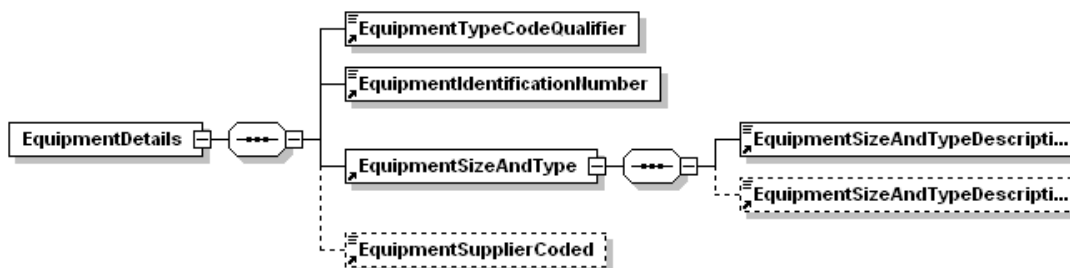 EquipmentTypeCodeQualifier
EquipmentIdentificationNumber
EquipmentDetails
EquipmentSizeAndTypeDescripti...
EquipmentSizeAndType
EquipmentSizeAndTypeDescripti...
EquipmentSupplierCoded